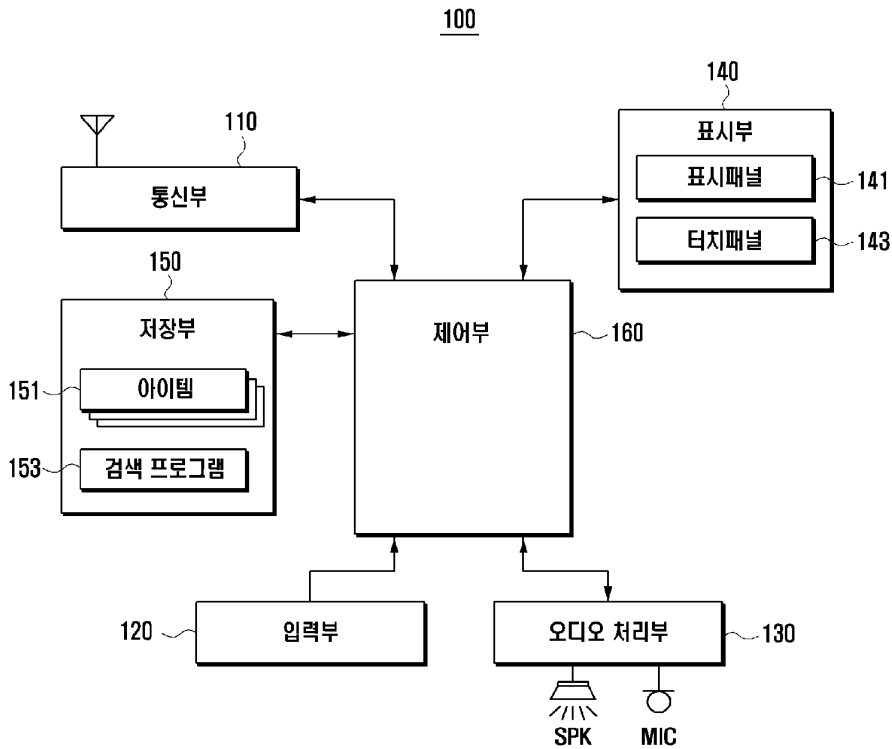 100
140
표시부
110
표시패널
141
통신부
터치패널
143
150
저장부
제어부
160
151
아이템
153
검색 프로그램
120
입력부
오디오 처리부
130
SPK
MIC